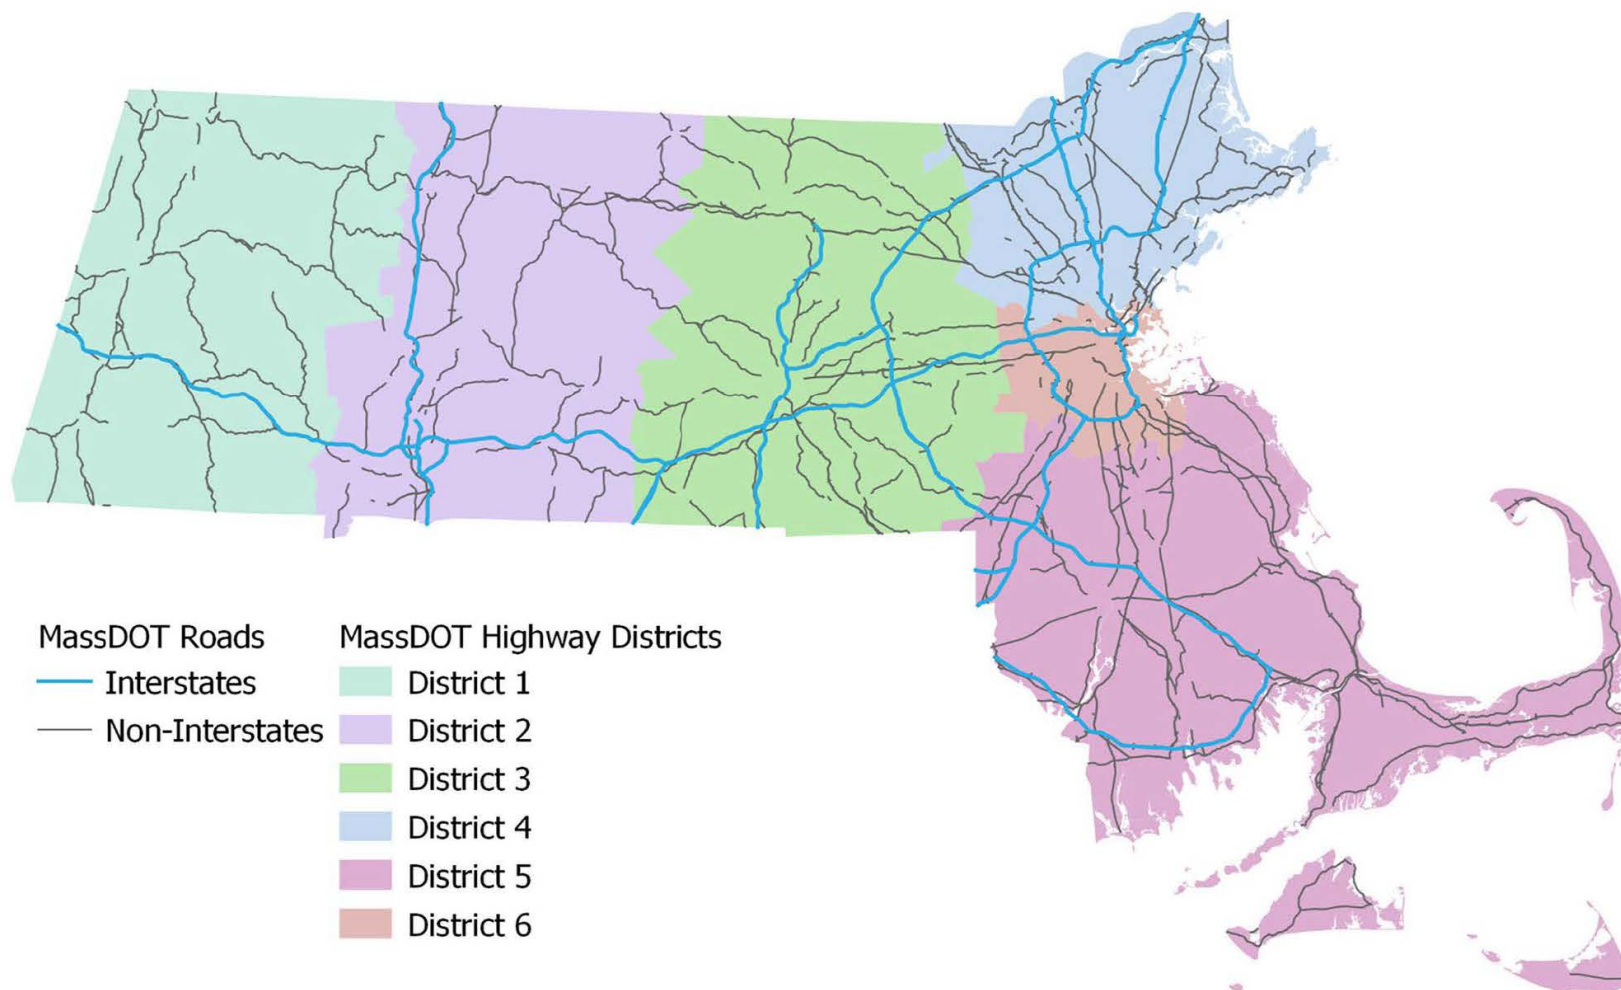 MassDOT Roads
Interstates
Non-Interstates
MassDOT Highway Districts
District 1
District 2
District 3
District 4
District 5
District 6